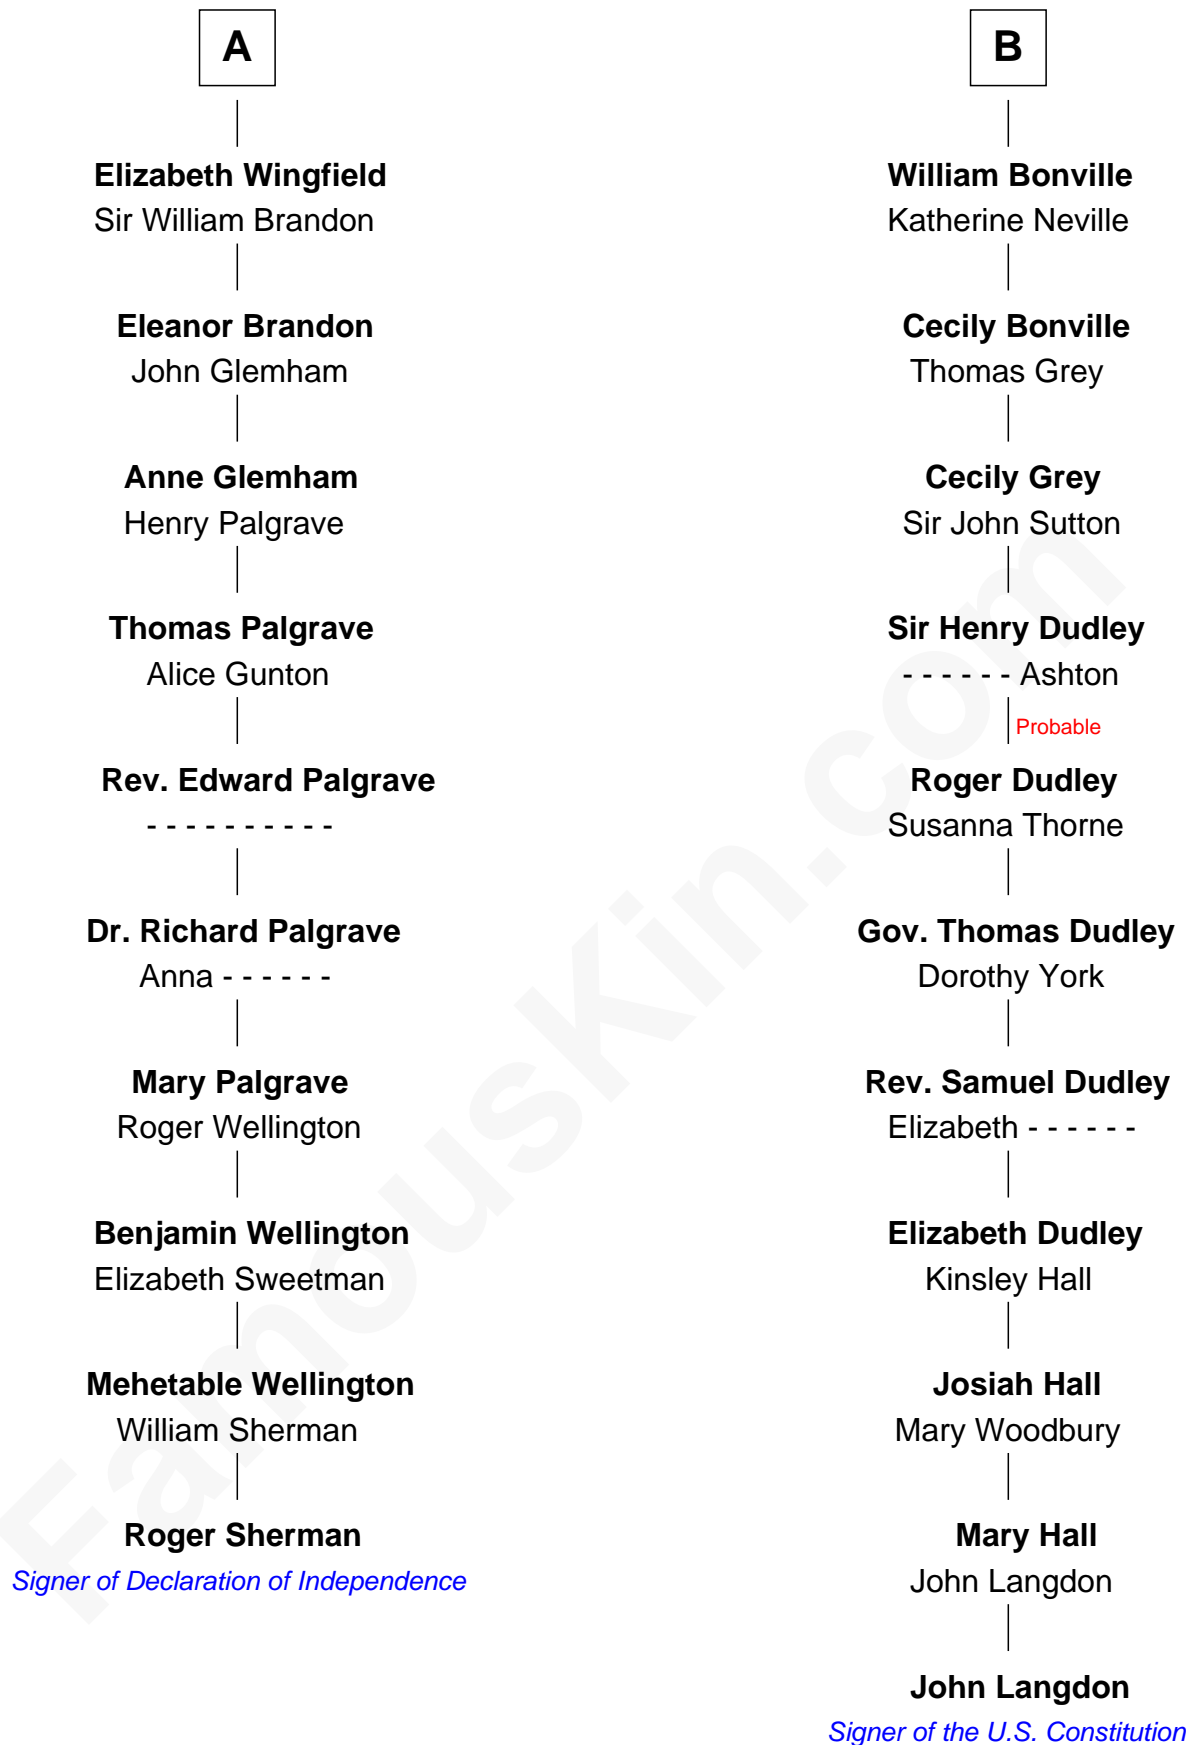 A
Elizabeth Wingfield
Sir William Brandon
Eleanor Brandon
John Glemham
Anne Glemham
Henry Palgrave
Thomas Palgrave
Alice Gunton
Rev. Edward Palgrave
- - - - - - - - - -
Dr. Richard Palgrave
Anna - - - - - -
Mary Palgrave
Roger Wellington
Benjamin Wellington
Elizabeth Sweetman
Mehetable Wellington
William Sherman
Roger Sherman
Signer of Declaration of Independence
B
William Bonville
Katherine Neville
Cecily Bonville
Thomas Grey
Cecily Grey
Sir John Sutton
Sir Henry Dudley
- - - - - - Ashton
Probable
Roger Dudley
Susanna Thorne
Gov. Thomas Dudley
Dorothy York
Rev. Samuel Dudley
Elizabeth - - - - - -
Elizabeth Dudley
Kinsley Hall
Josiah Hall
Mary Woodbury
Mary Hall
John Langdon
John Langdon
Signer of the U.S. Constitution
FamousKin.com